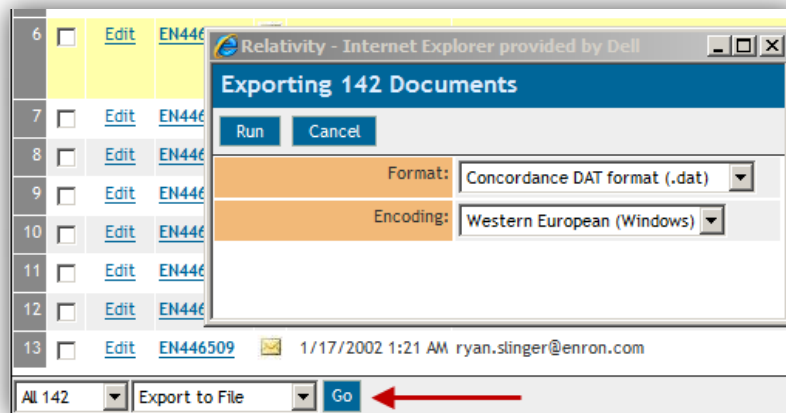 6 Edit EN446
Relativity - Internet Explorer provided by Dell
Exporting 142 Documents
Run Cancel
Format: Concordance DAT format (.dat)
Encoding: Western European (Windows)
7 Edit EN446
8 Edit EN446
9 Edit EN446
10 Edit EN446
11 Edit EN446
12 Edit EN446
13 Edit EN446509 1/17/2002 1:21 AM ryan.slinger@enron.com
All 142 Export to File Go